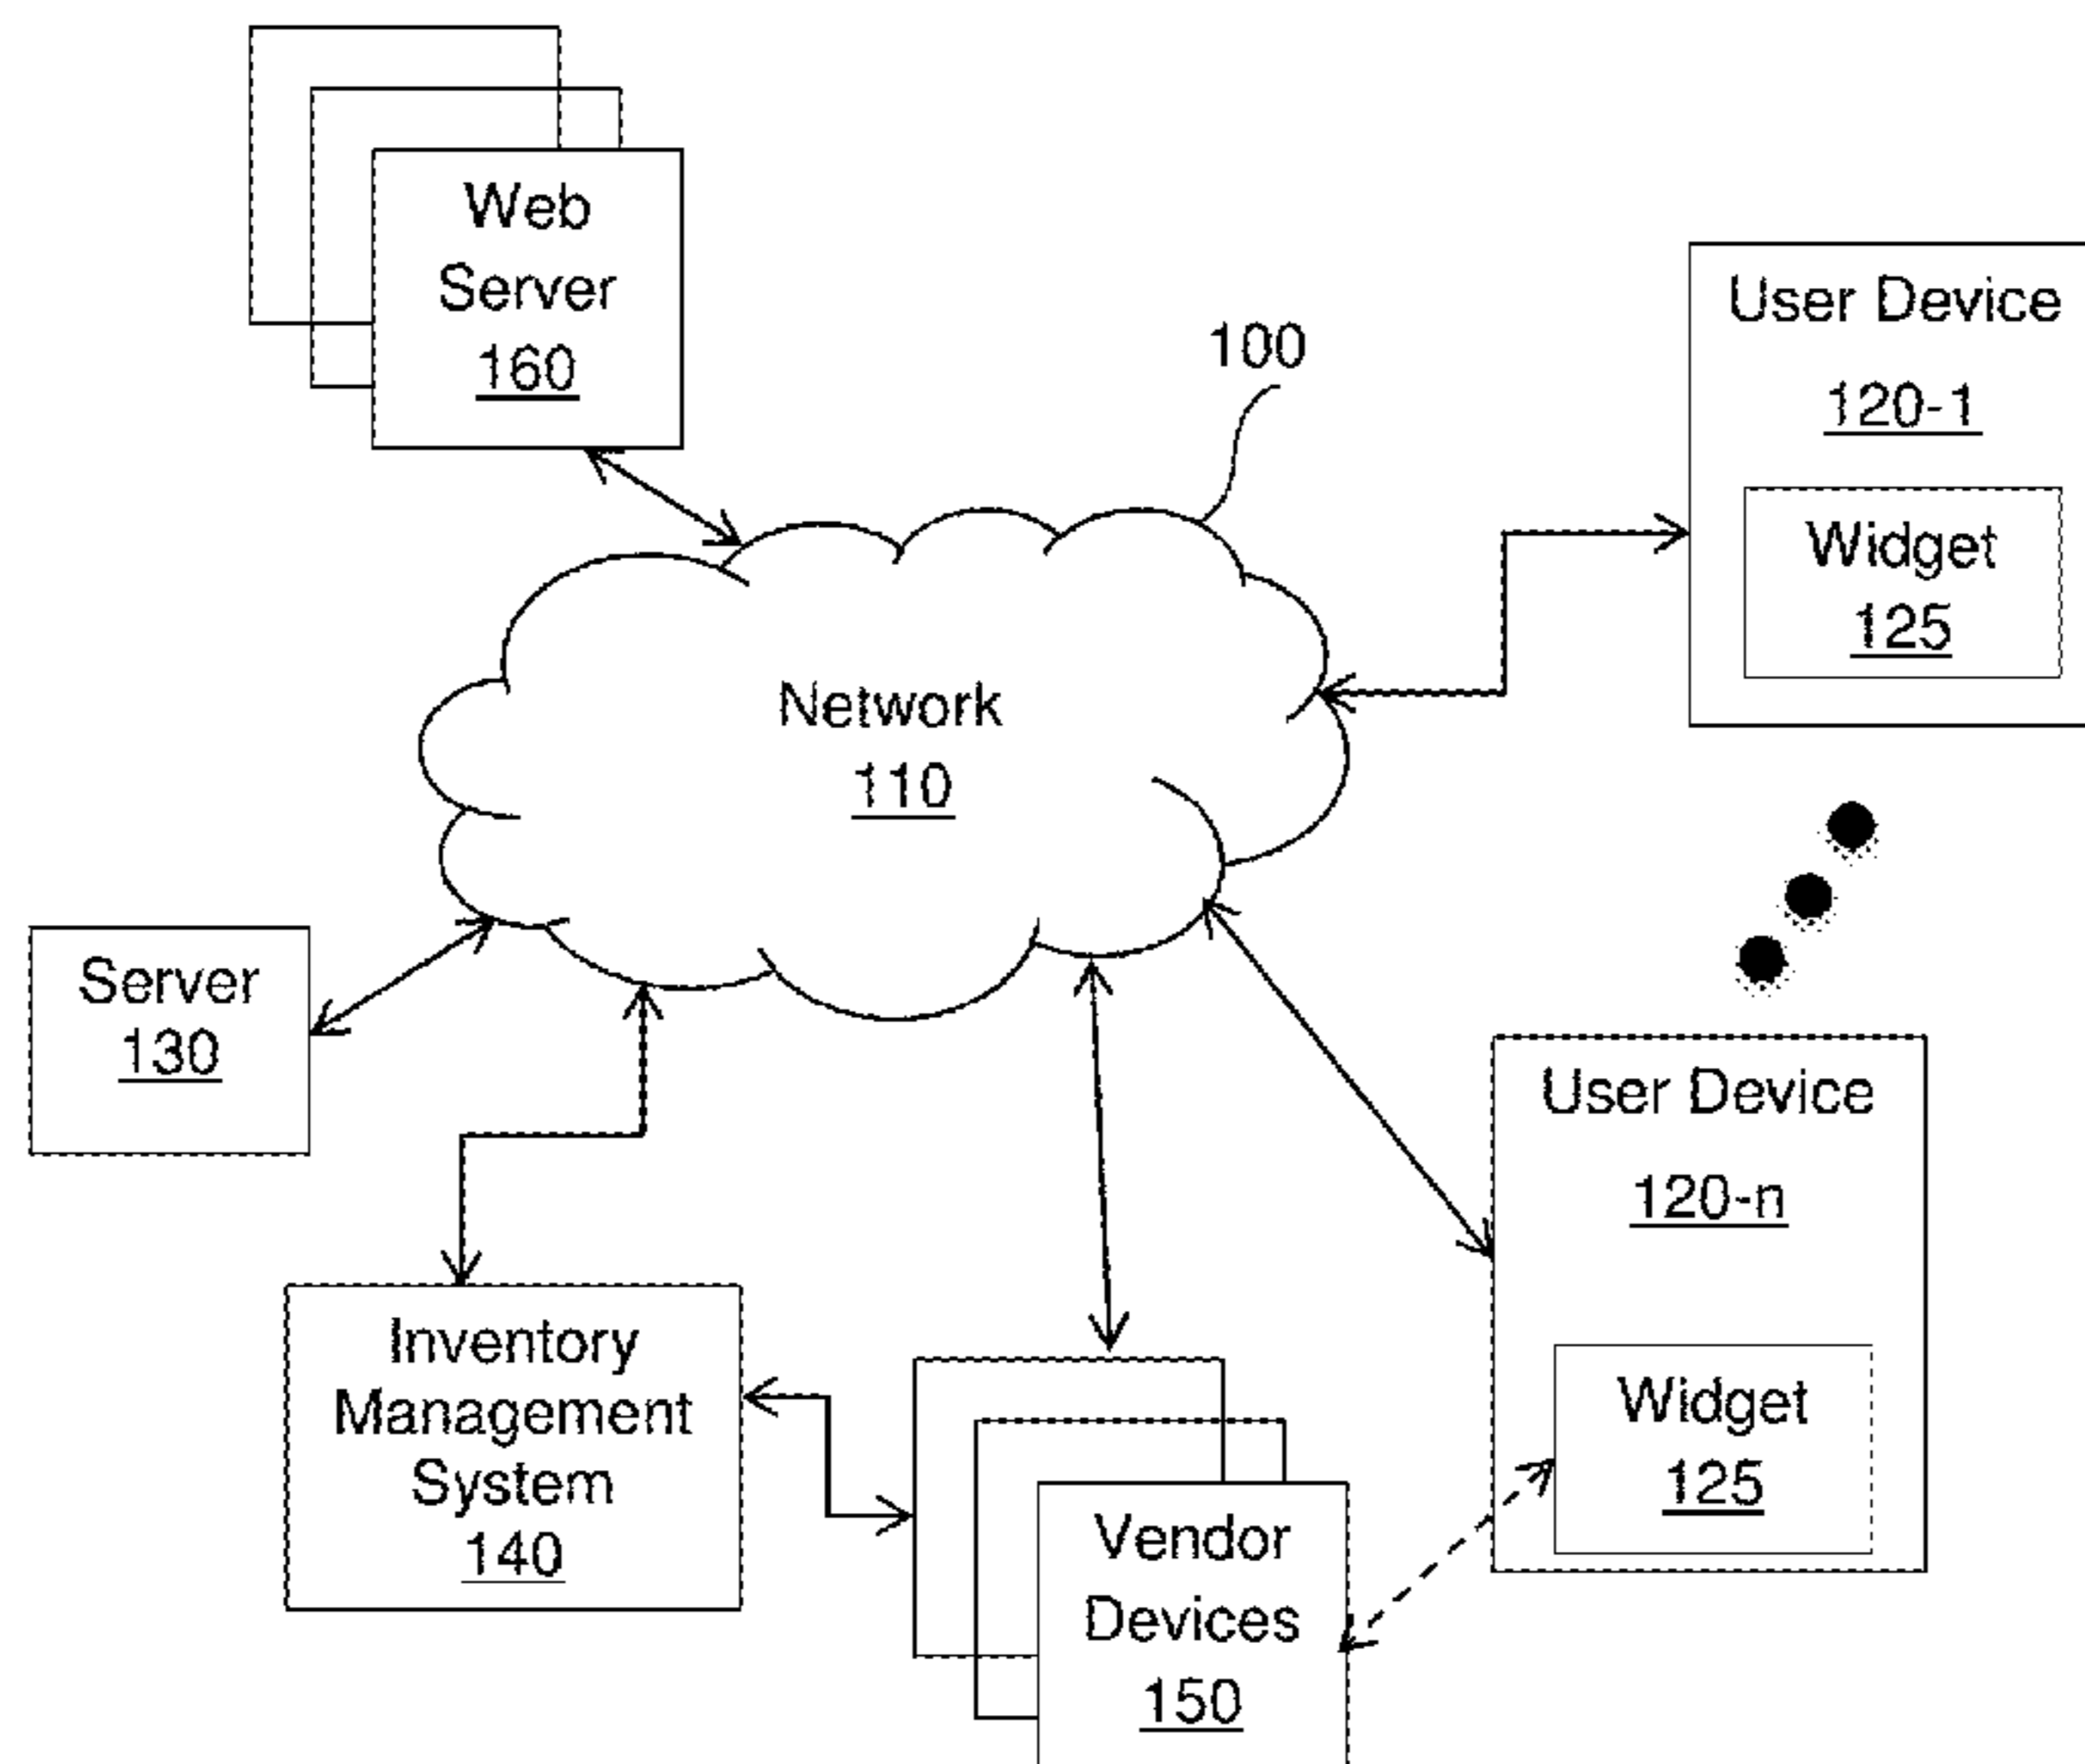 Web
Server
160
100
User Device
120-1
Widget
125
Network
110
Server
130
User Device
120-n
Widget
125
Inventory
Management
System
140
Vendor
Devices
150